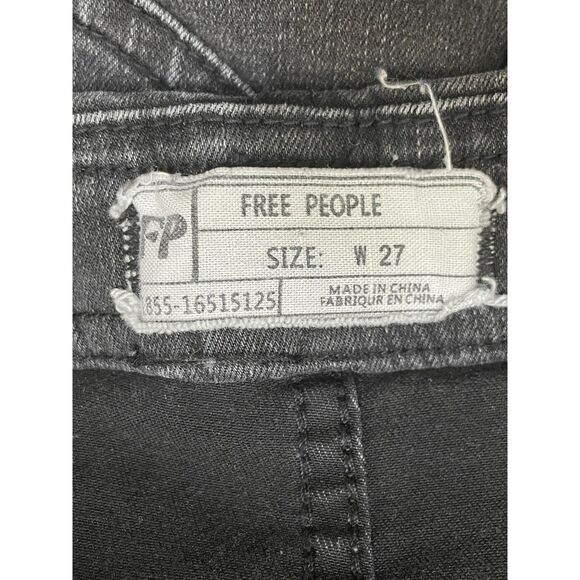 FP
FREE PEOPLE
SIZE: W 27
855-16515125
MADE IN CHINA
FABRIQUR EN CHINA